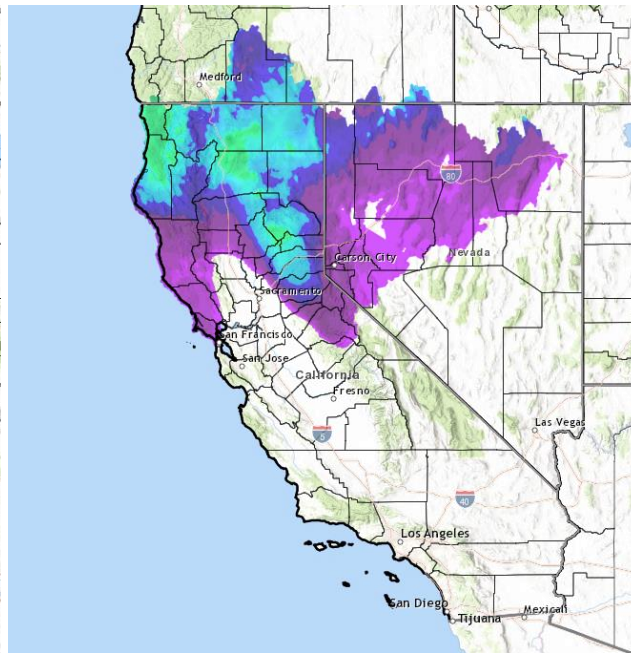 Medford
80
Carson City
Nevada
Sacramento
San Francisco
San Jose
California
Fresno
Las Vegas
5
40
Los Angeles
San Diego
Tijuana
Mexicali